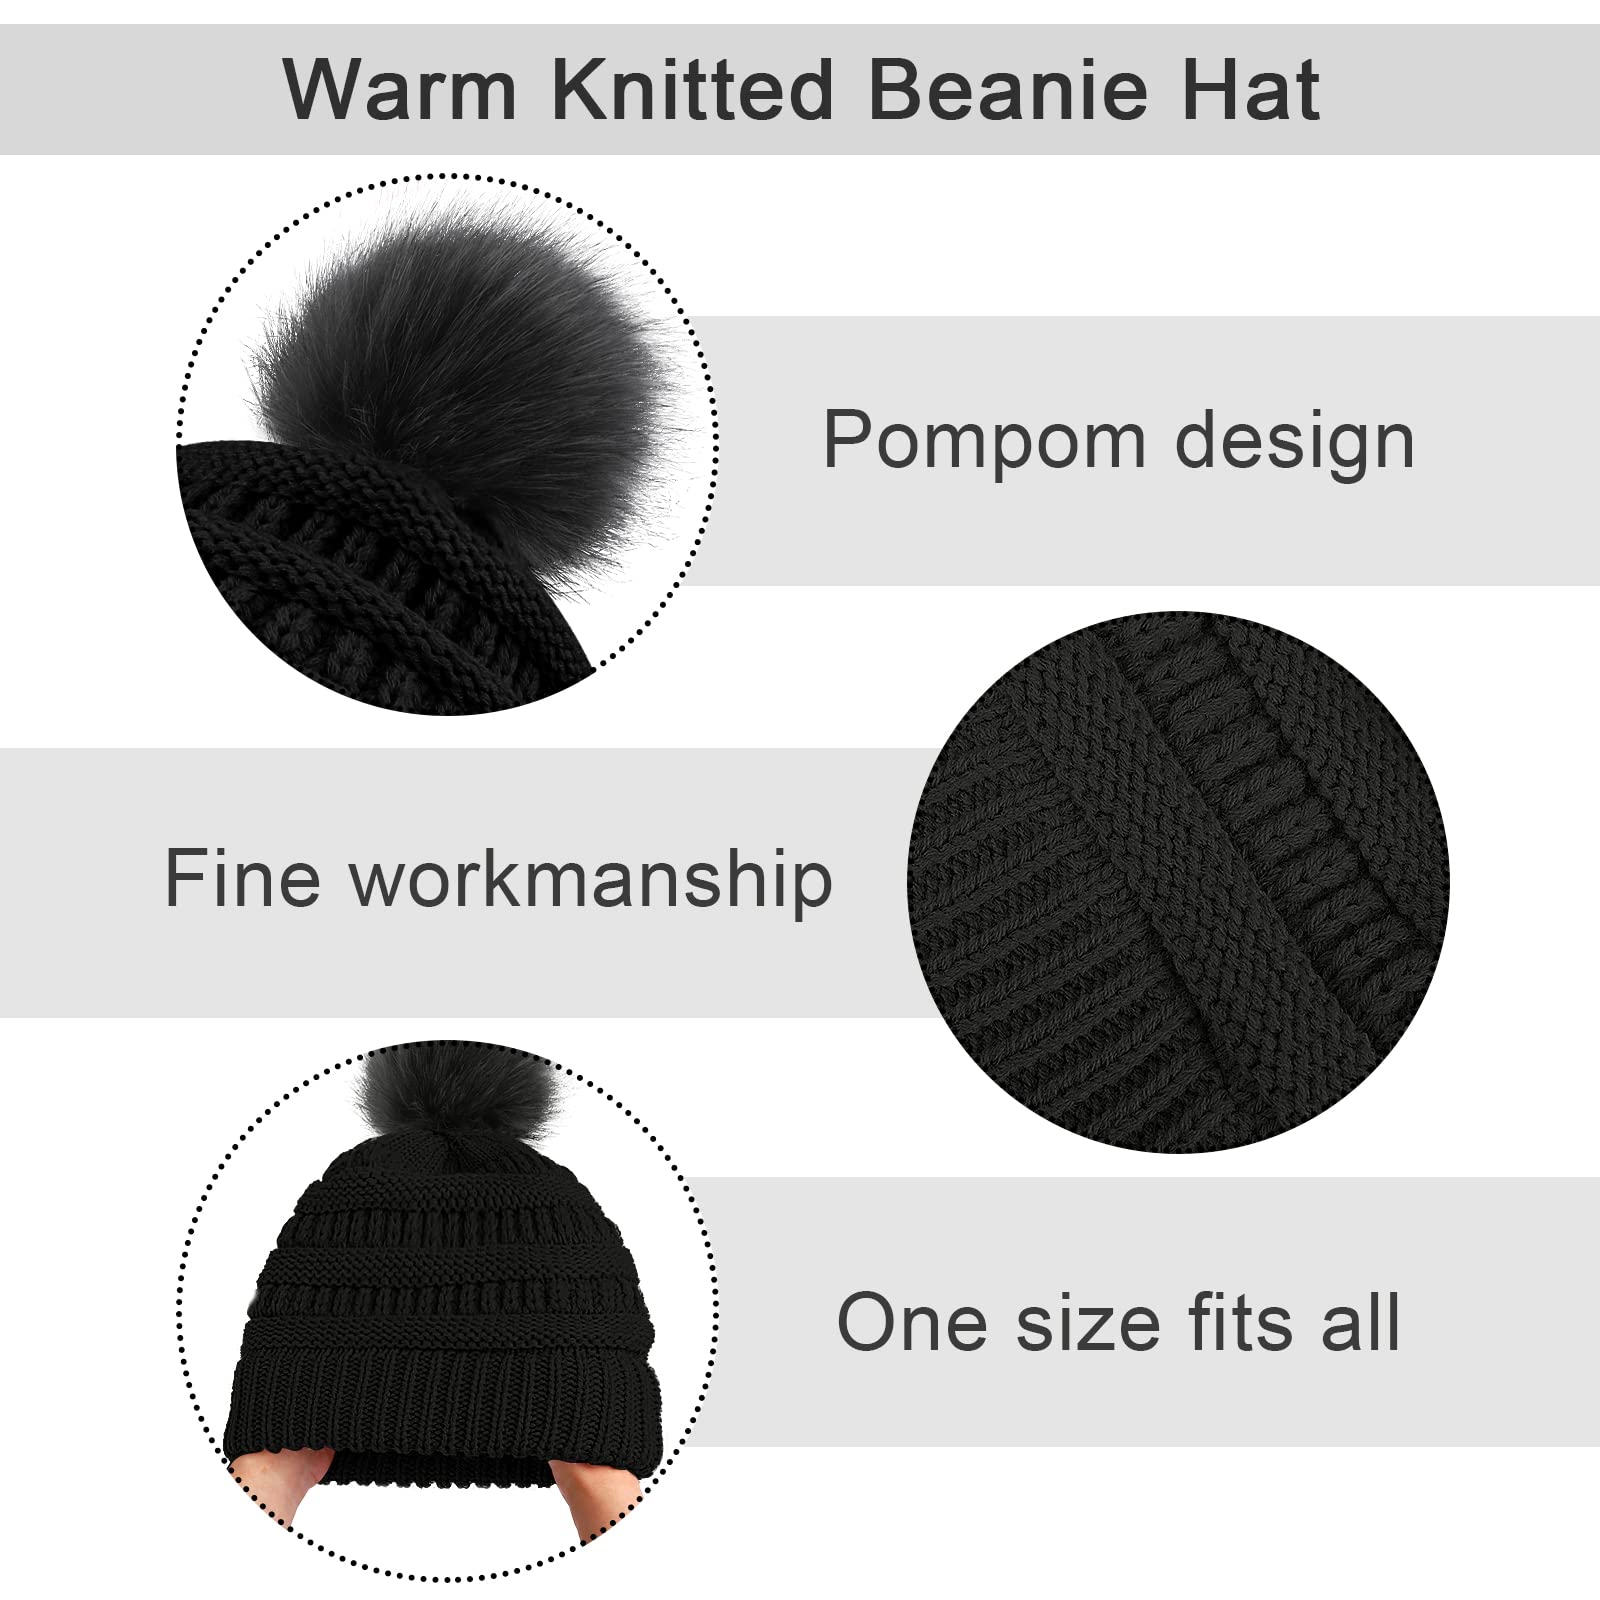 Warm Knitted Beanie Hat
Pompom design
Fine workmanship
One size fits all